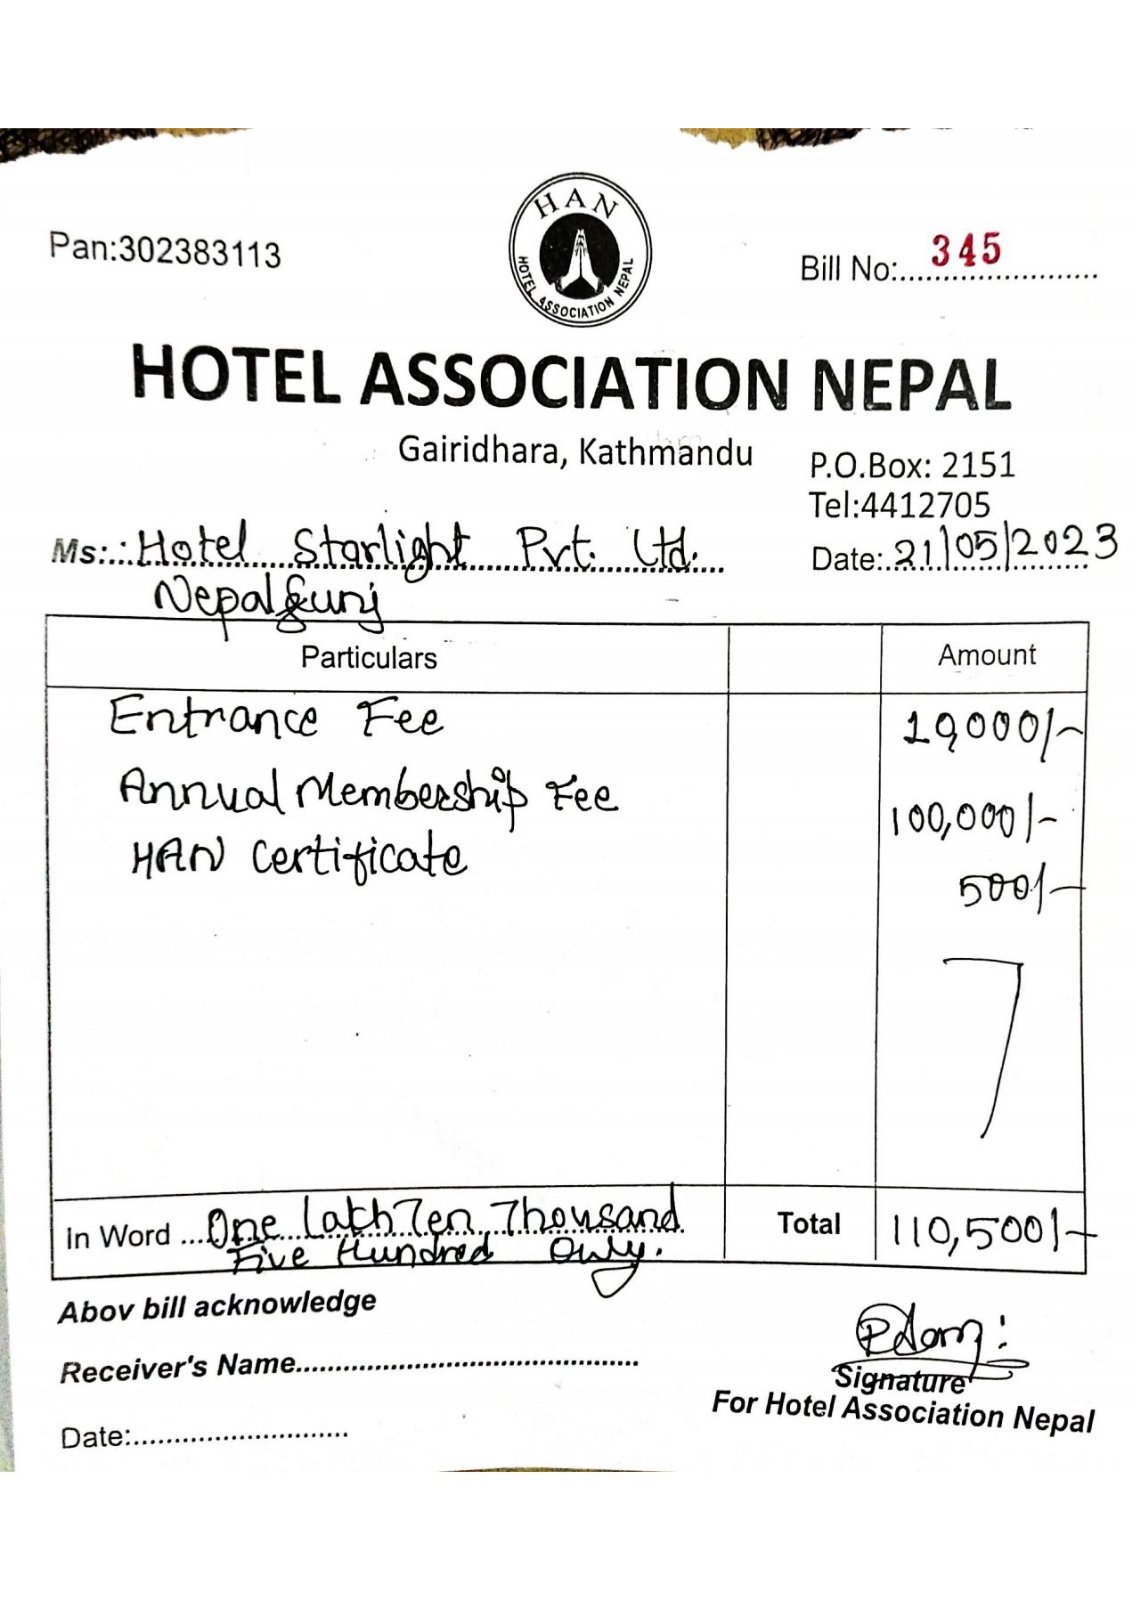 HAN
HOTEL ASSOCIATION NEPAL
Pan:302383113
Bill No:..345
HOTEL ASSOCIATION NEPAL
Gairidhara, Kathmandu
P.O.Box: 2151
Tel:4412705
Ms:..: Hotel Starlight Pvt. Ltd.
Date: 21/05/2023
Nepalgunj
Particulars Amount
Entrance Fee 10,000/-
Annual Membership Fee 100,000/-
HAN Certificate 500/-
In Word ...One Lakh Ten Thousand Total 110,500/-
Five Hundred Only.
Abov bill acknowledge
Receiver's Name..........................................
Signature
For Hotel Association Nepal
Date:...........................